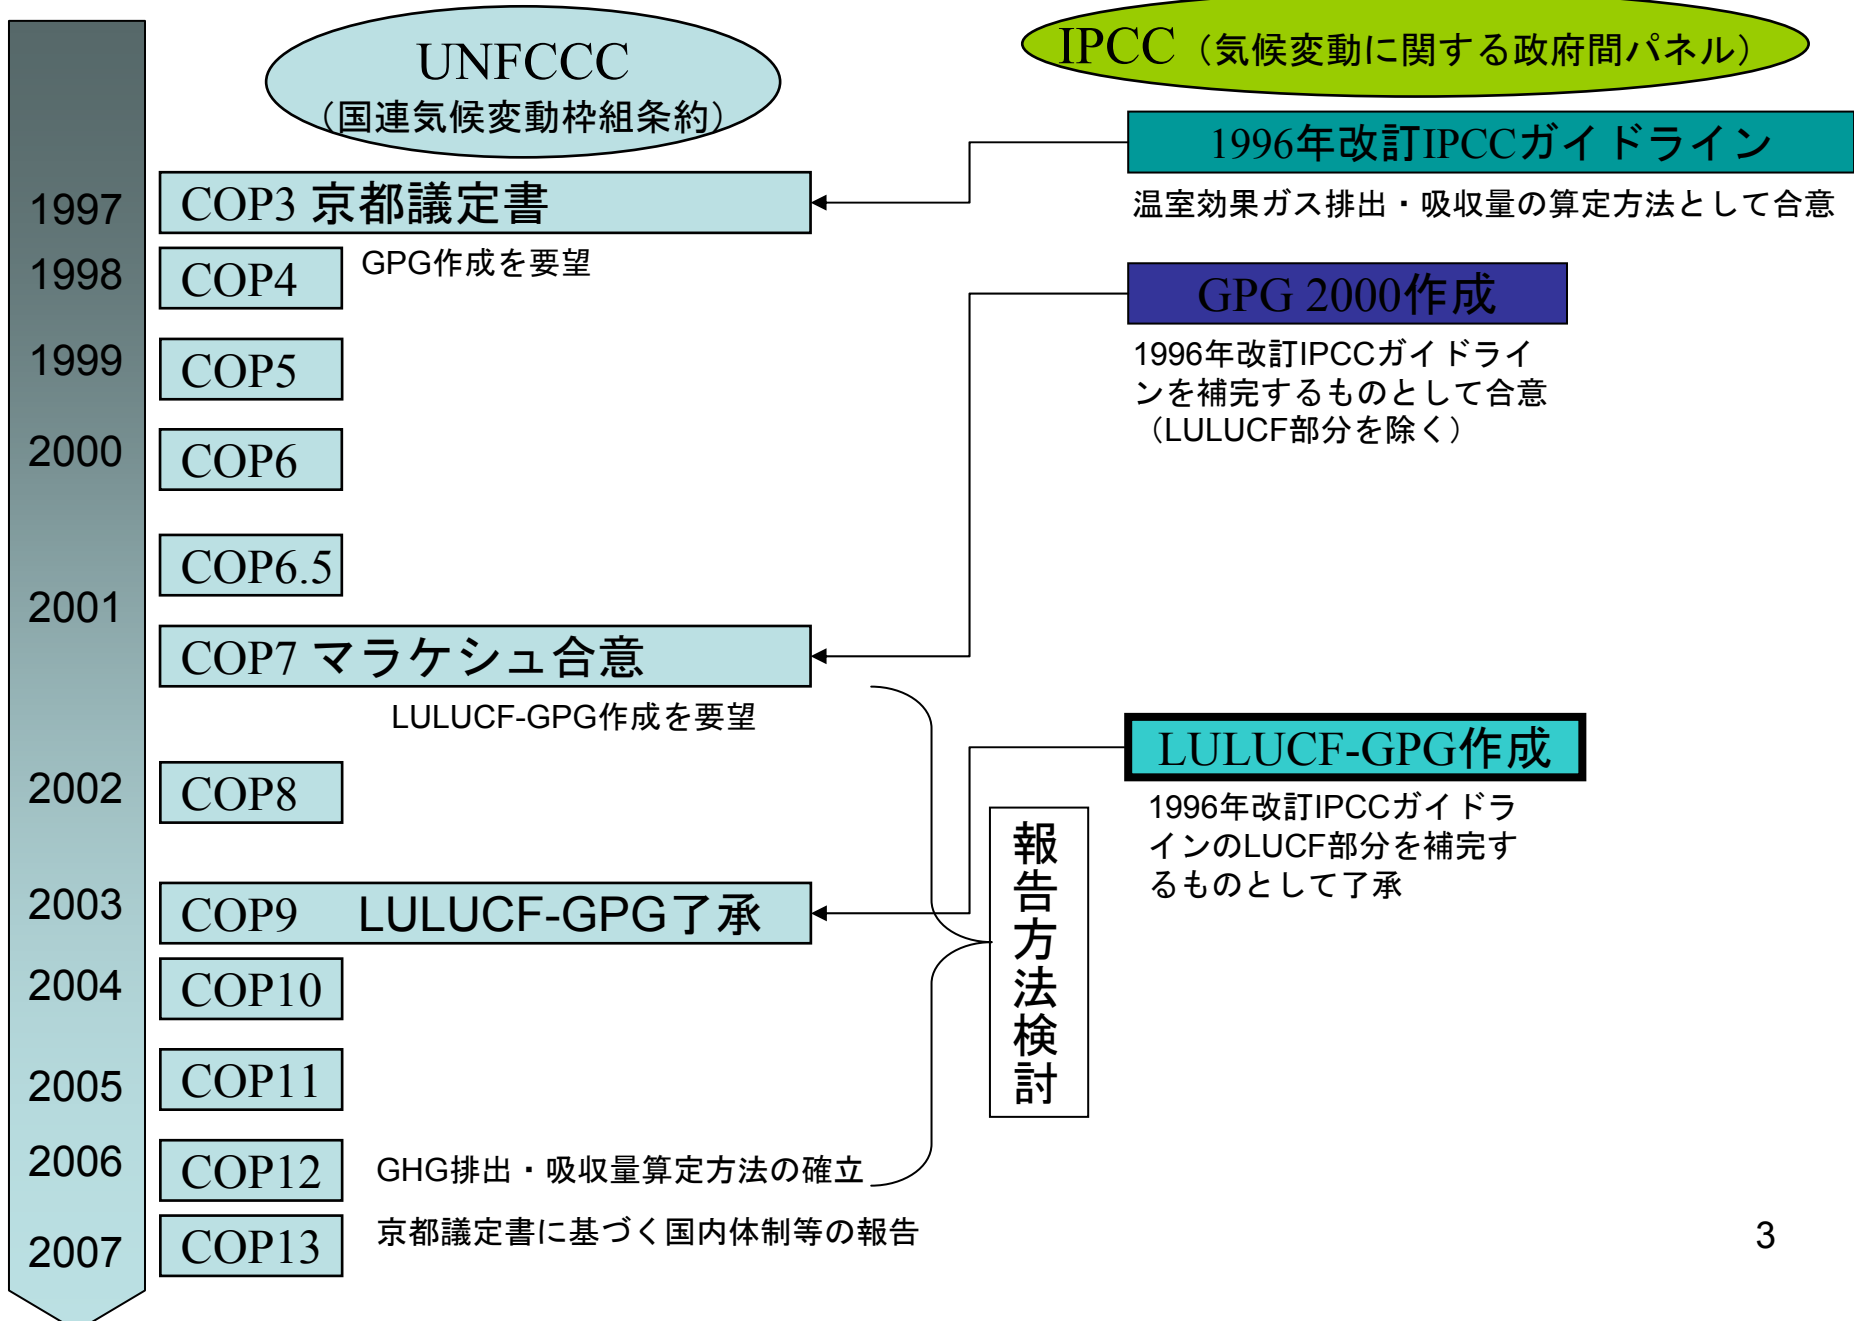 UNFCCC
（国連気候変動枠組条約）
IPCC（気候変動に関する政府間パネル）
1996年改訂IPCCガイドライン
温室効果ガス排出・吸収量の算定方法として合意
1997
COP3 京都議定書
1998
COP4
GPG作成を要望
GPG 2000作成
1996年改訂IPCCガイドライ
ンを補完するものとして合意
（LULUCF部分を除く）
1999
COP5
2000
COP6
COP6.5
2001
COP7 マラケシュ合意
LULUCF-GPG作成を要望
LULUCF-GPG作成
1996年改訂IPCCガイドラ
インのLUCF部分を補完す
るものとして了承
2002
COP8
報告方法検討
2003
COP9 LULUCF-GPG了承
2004
COP10
2005
COP11
2006
COP12
GHG排出・吸収量算定方法の確立
2007
COP13
京都議定書に基づく国内体制等の報告
3